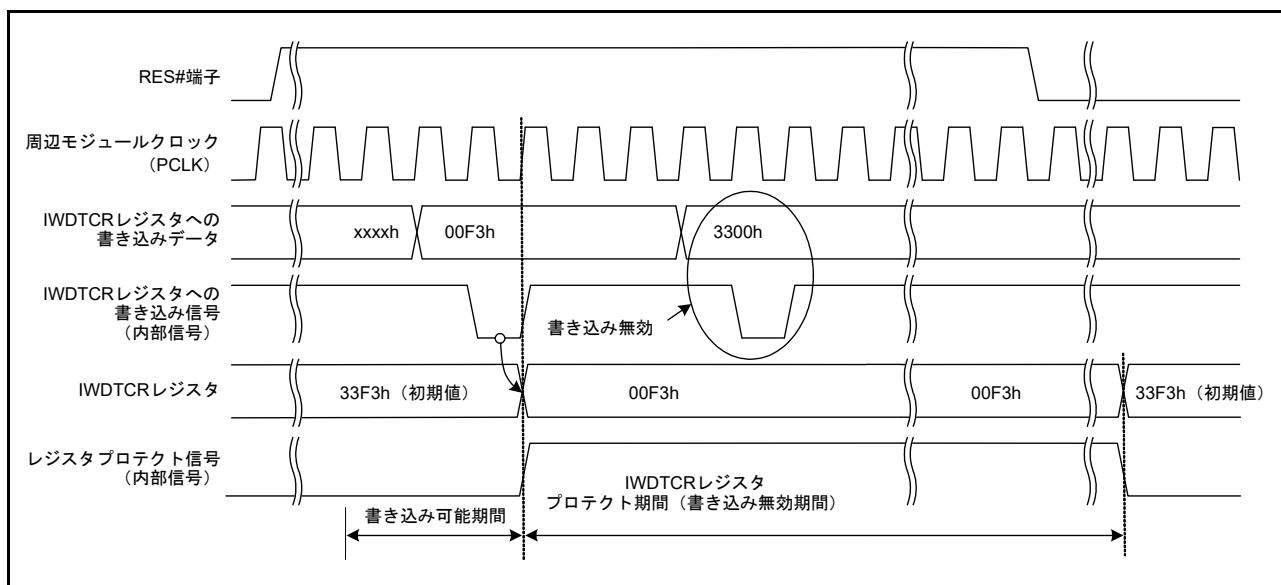 RES#端子
周辺モジュールクロック
（PCLK）
IWDTCRレジスタへの
書き込みデータ
xxxxh
00F3h
3300h
IWDTCRレジスタへの
書き込み信号
（内部信号）
書き込み無効
IWDTCRレジスタ
33F3h（初期値）
00F3h
00F3h
33F3h（初期値）
レジスタプロテクト信号
（内部信号）
IWDTCRレジスタ
プロテクト期間（書き込み無効期間）
書き込み可能期間